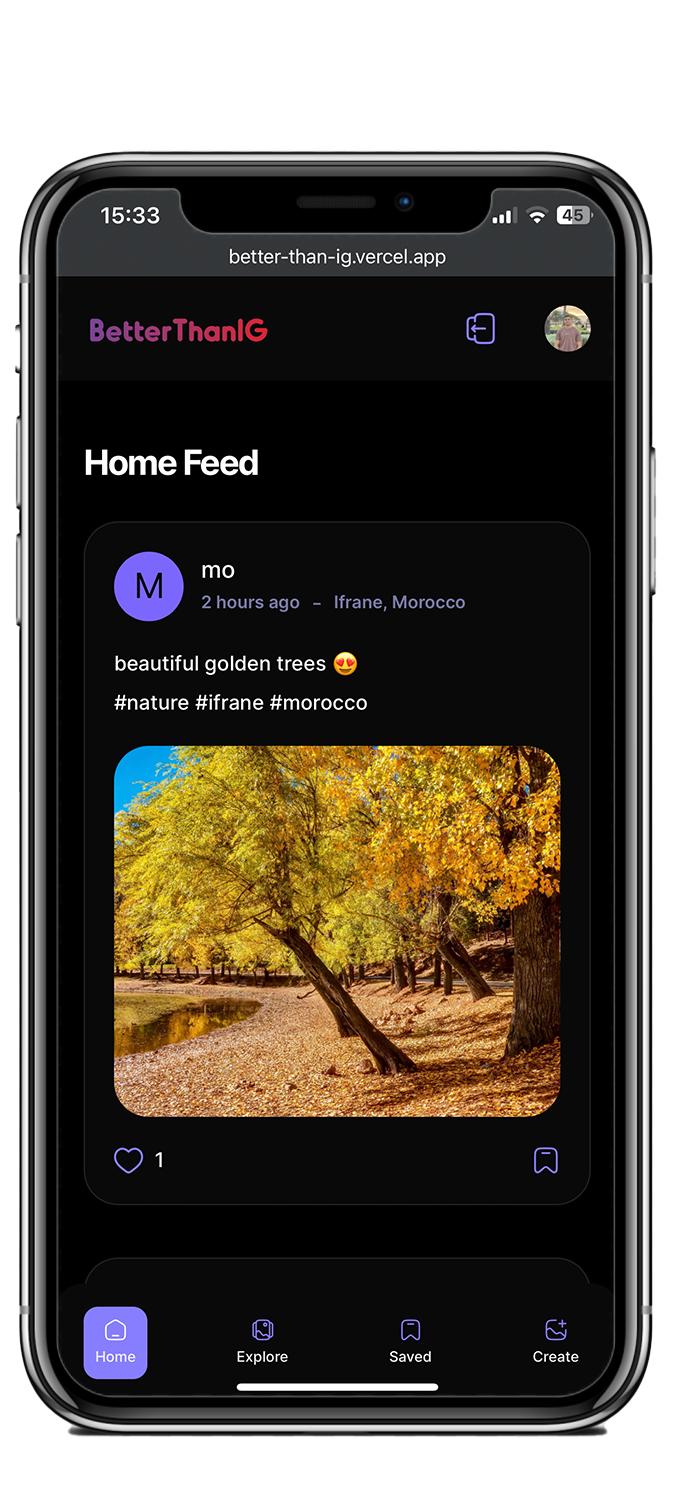 15:33
45
better-than-ig.vercel.app
BetterThanIG
Home Feed
M
mo
2 hours ago - Ifrane, Morocco
beautiful golden trees 😍
#nature #ifrane #morocco
1
Home
Explore
Saved
Create